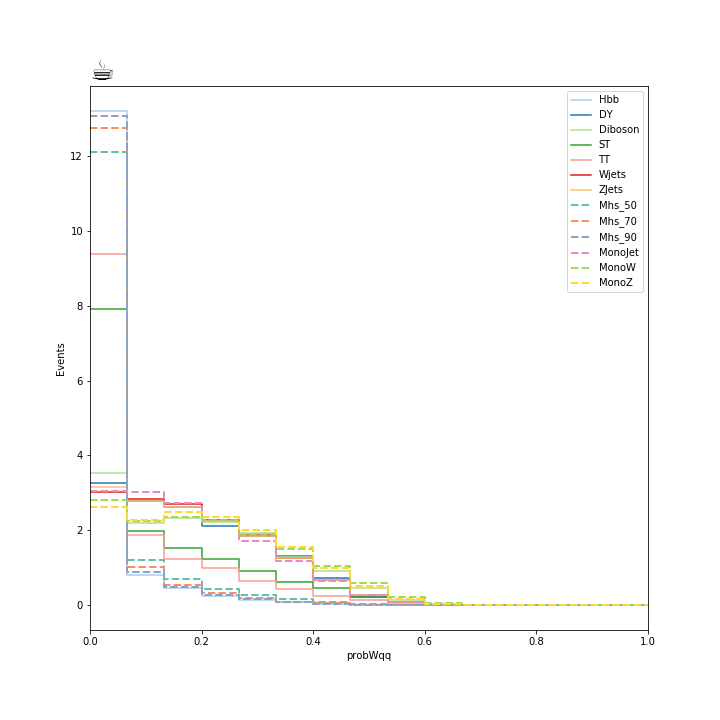 ☕
Hbb
DY
Diboson
ST
TT
Wjets
ZJets
Mhs_50
Mhs_70
Mhs_90
MonoJet
MonoW
MonoZ
12
10
8
6
4
2
0
Events
0.0 0.2 0.4 0.6 0.8 1.0
probWqq